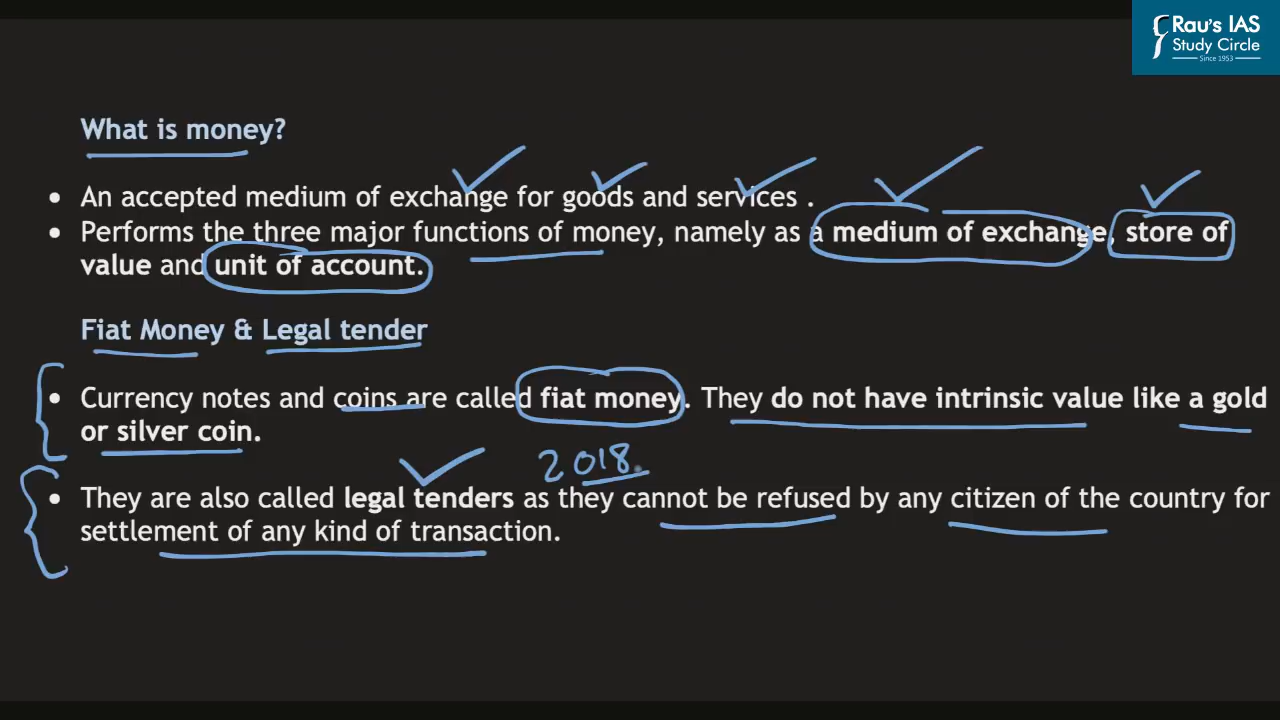 Rau's IAS
Study Circle
Since 1953
What is money?
• An accepted medium of exchange for goods and services .
• Performs the three major functions of money, namely as a medium of exchange, store of
value and unit of account.
Fiat Money & Legal tender
• Currency notes and coins are called fiat money. They do not have intrinsic value like a gold
or silver coin.
2018
• They are also called legal tenders as they cannot be refused by any citizen of the country for
settlement of any kind of transaction.